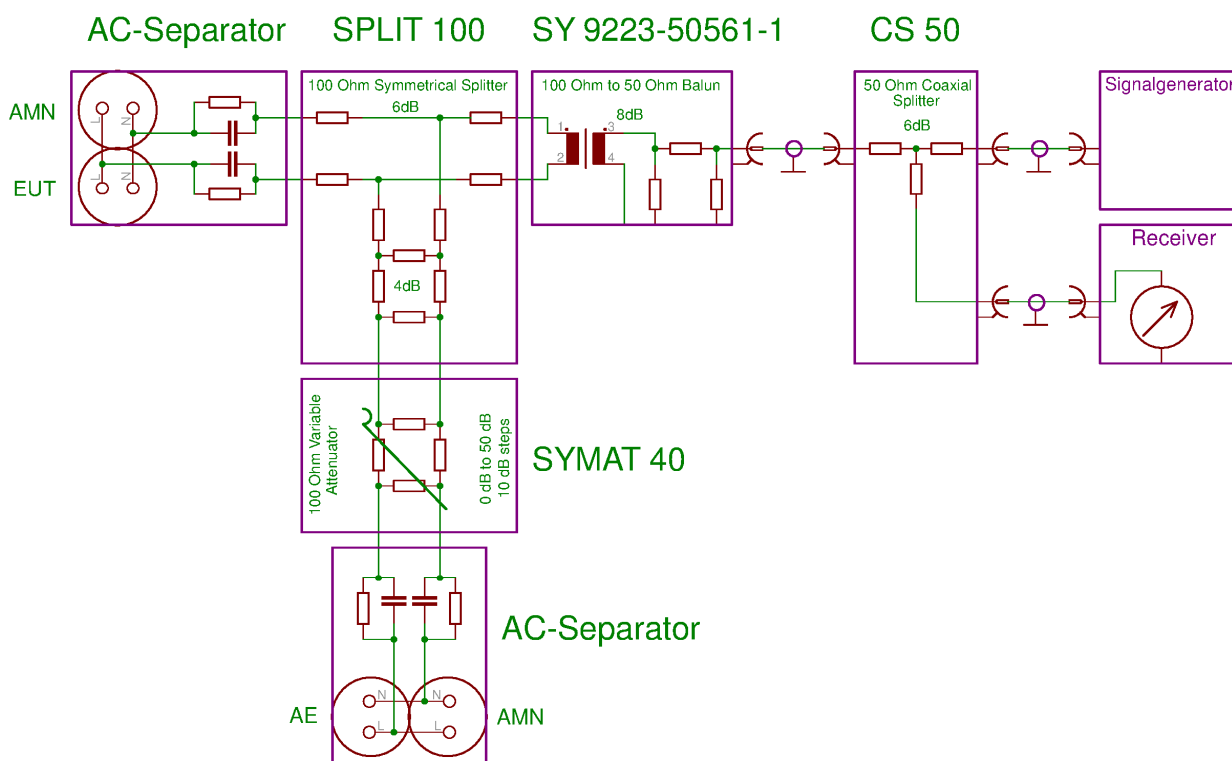 AC-Separator
SPLIT 100
SY 9223-50561-1
CS 50
AMN
EUT
L
N
L
N
100 Ohm Symmetrical Splitter
6dB
4dB
100 Ohm to 50 Ohm Balun
8dB
1
2
3
4
50 Ohm Coaxial
Splitter
6dB
Signalgenerator
Receiver
100 Ohm Variable
Attenuator
0 dB to 50 dB
10 dB steps
SYMAT 40
AC-Separator
AE
N
L
N
L
AMN